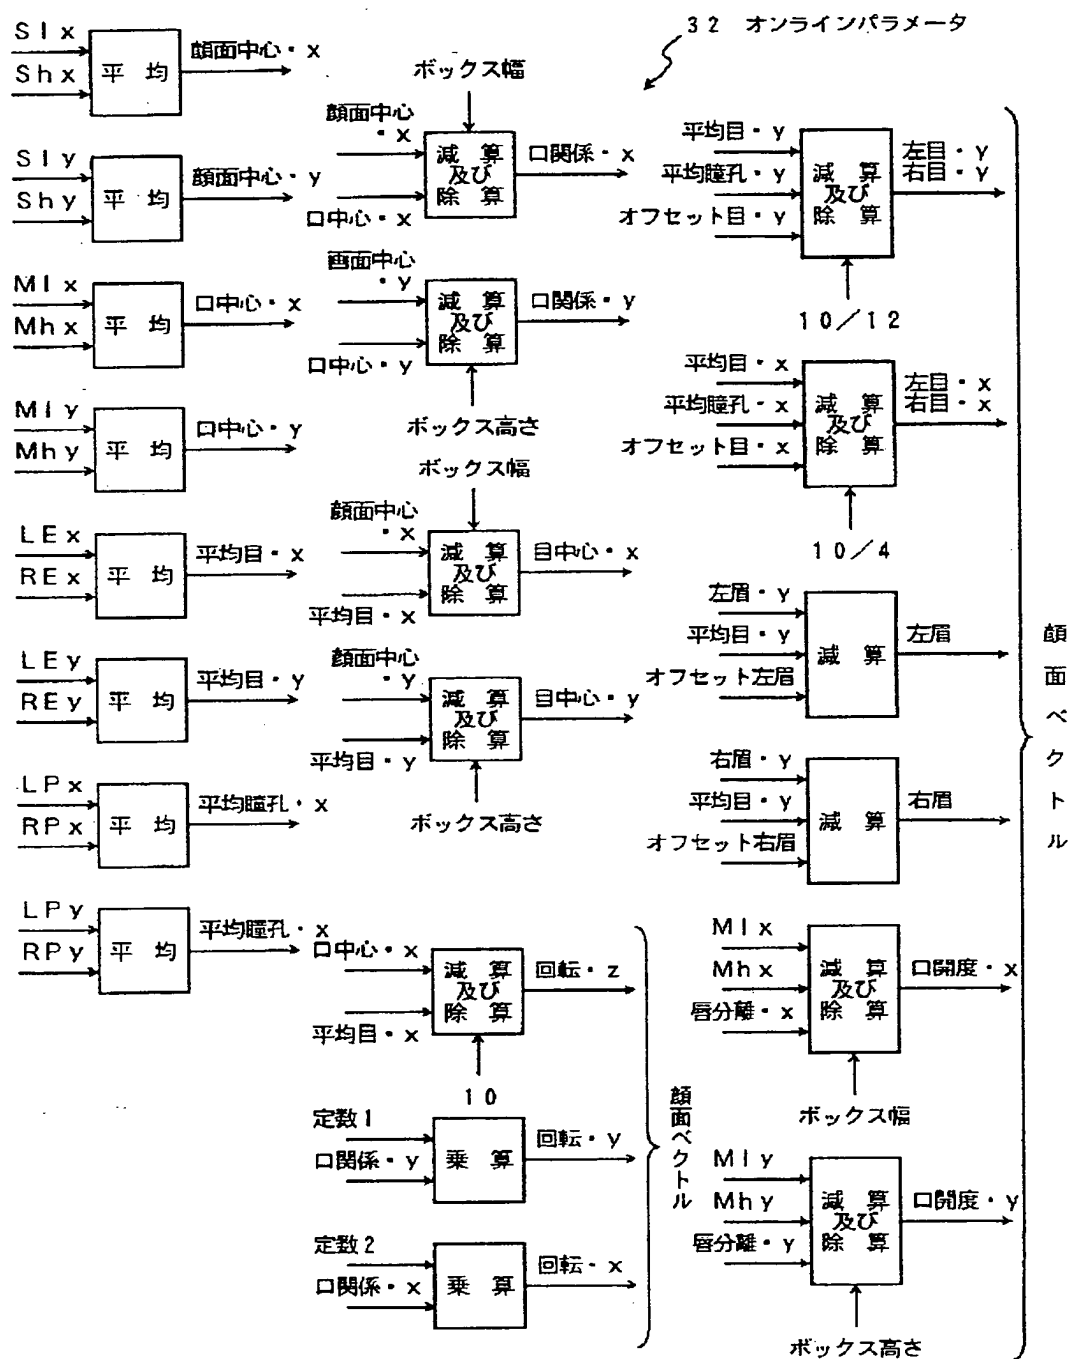 32 オンラインパラメータ
Slx
Shx
平 均
顔面中心・x
Sly
Shy
平 均
顔面中心・y
Mlx
Mhx
平 均
口中心・x
Mly
Mhy
平 均
口中心・y
LEx
REx
平 均
平均目・x
LEy
REy
平 均
平均目・y
LPx
RPx
平 均
平均瞳孔・x
LPy
RPy
平 均
平均瞳孔・x
ボックス幅
顔面中心
・x
口中心・x
減 算
及び
除 算
口関係・x
画面中心
・y
口中心・y
減 算
及び
除 算
口関係・y
ボックス高さ
ボックス幅
顔面中心
・x
平均目・x
減 算
及び
除 算
目中心・x
顔面中心
・y
平均目・y
減 算
及び
除 算
目中心・y
ボックス高さ
口中心・x
平均目・x
減 算
及び
除 算
回転・z
10
定数1
口関係・y
乗 算
回転・y
定数2
口関係・x
乗 算
回転・x
顔面ベクトル
平均目・y
平均瞳孔・y
オフセット目・y
減 算
及び
除 算
左目・y
右目・y
10/12
平均目・x
平均瞳孔・x
オフセット目・x
減 算
及び
除 算
左目・x
右目・x
10/4
左眉・y
平均目・y
オフセット左眉
減 算
左眉
右眉・y
平均目・y
オフセット右眉
減 算
右眉
Mlx
Mhx
唇分離・x
減 算
及び
除 算
口開度・x
ボックス幅
Mly
Mhy
唇分離・y
減 算
及び
除 算
口開度・y
ボックス高さ
顔面ベクトル